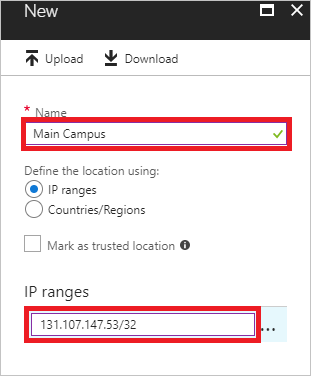 New
Upload Download
* Name
Main Campus
Define the location using:
IP ranges
Countries/Regions
Mark as trusted location
IP ranges
131.107.147.53/32
...